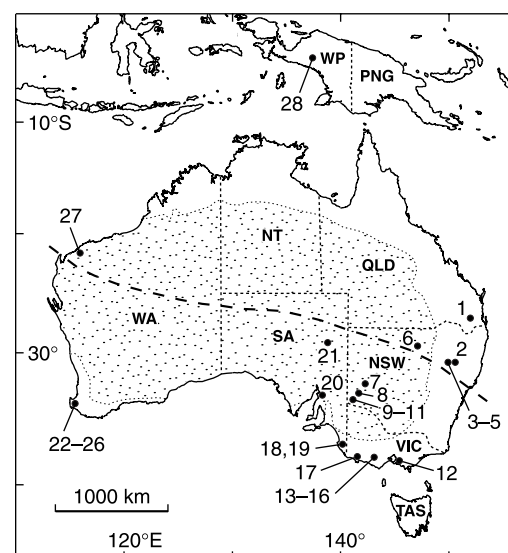 WP
PNG
28
10°S
27
NT
QLD
WA
1
SA
6
2
30°
21
NSW
7
20
8
3–5
9–11
22–26
18,19
VIC
17
12
1000 km
13–16
TAS
120°E
140°